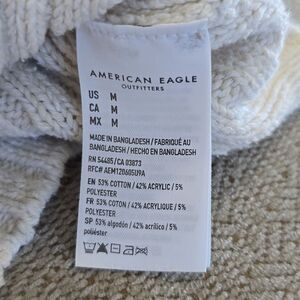 AMERICAN EAGLE
OUTFITTERS
US M
CA M
MX M
MADE IN BANGLADESH / FABRIQUÉ AU
BANGLADESH / HECHO EN BANGLADESH
RN 54485/CA 03873
RFC# AEMT20605U9A
EN 53% COTTON / 42% ACRYLIC / 5%
POLYESTER
FR 53% COTON / 42% ACRYLIQUE / 5%
POLYESTER
SP 53% algodón / 42% acrílico / 5%
poliéster